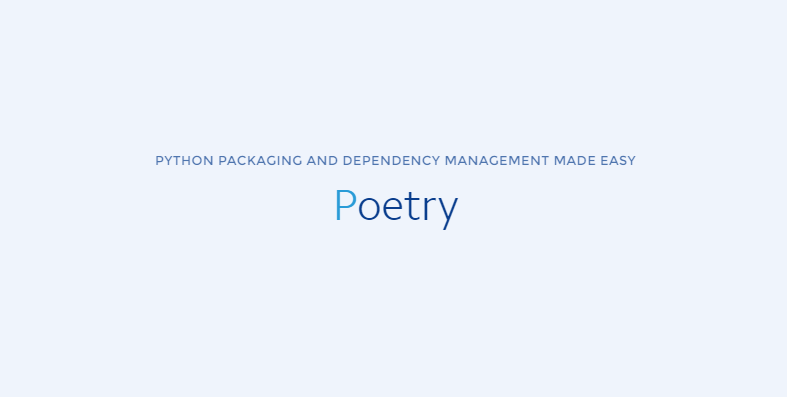 PYTHON PACKAGING AND DEPENDENCY MANAGEMENT MADE EASY
Poetry